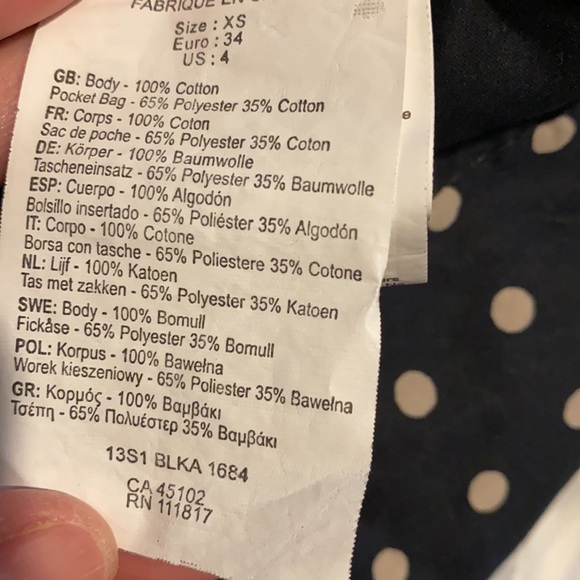 FABRIQUE EN
Size : XS
Euro : 34
US : 4
GB: Body - 100% Cotton
Pocket Bag - 65% Polyester 35% Cotton
FR: Corps - 100% Coton
Sac de poche - 65% Polyester 35% Coton
DE: Körper - 100% Baumwolle
Tascheneinsatz - 65% Polyester 35% Baumwolle
ESP: Cuerpo - 100% Algodón
Bolsillo insertado - 65% Poliéster 35% Algodón
IT: Corpo - 100% Cotone
Borsa con tasche - 65% Poliestere 35% Cotone
NL: Lijf - 100% Katoen
Tas met zakken - 65% Polyester 35% Katoen
SWE: Body - 100% Bomull
Fickåse - 65% Polyester 35% Bomull
POL: Korpus - 100% Bawełna
Worek kieszeniowy - 65% Poliester 35% Bawełna
GR: Κορμός - 100% Βαμβάκι
Τσέπη - 65% Πολυέστερ 35% Βαμβάκι
13S1 BLKA 1684
CA 45102
RN 111817